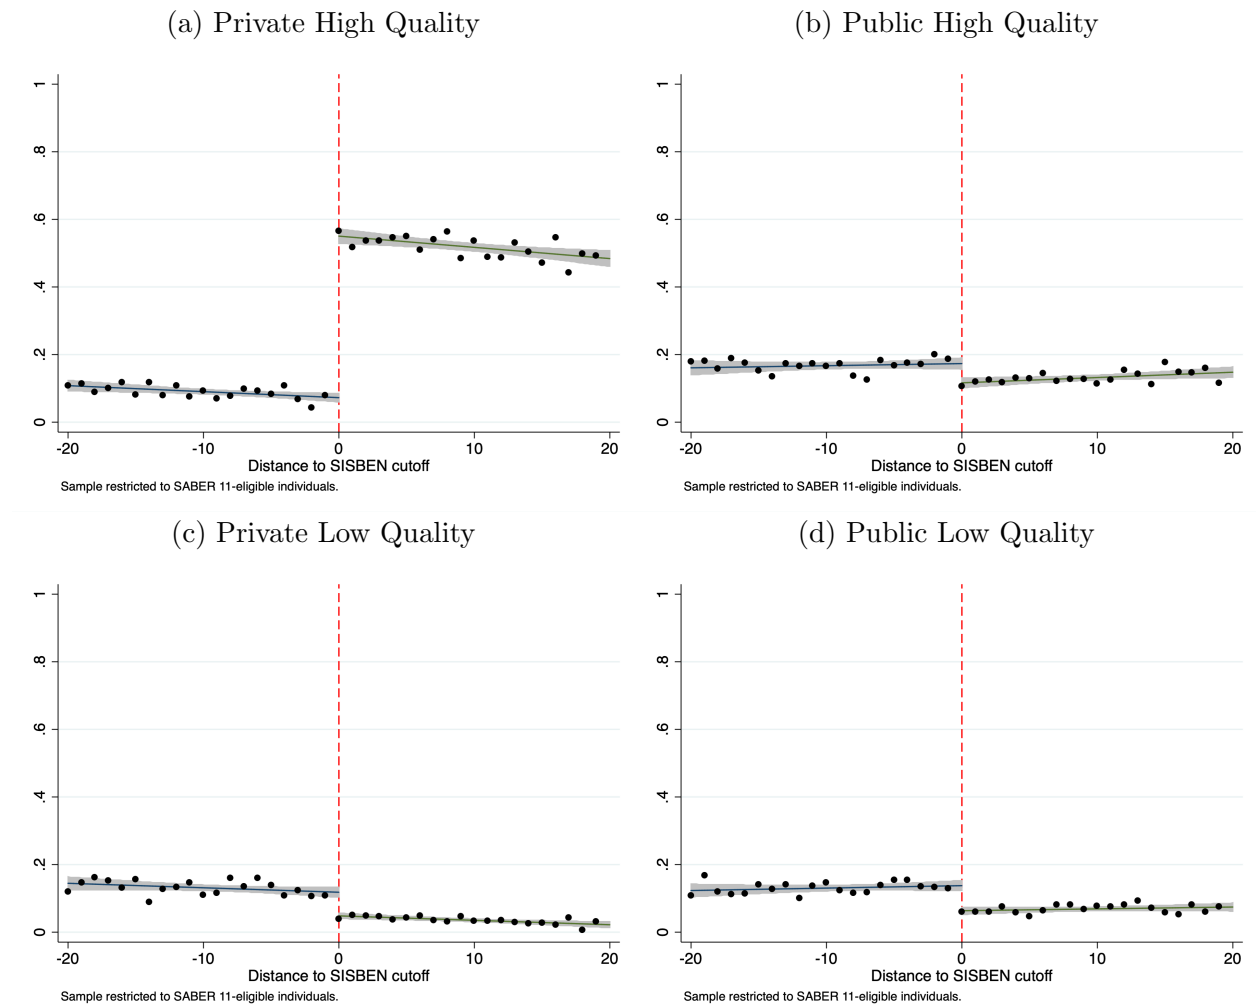 (a) Private High Quality
1
.8
.6
.4
.2
0
-20 -10 0 10 20
Distance to SISBEN cutoff
Sample restricted to SABER 11-eligible individuals.
(b) Public High Quality
1
.8
.6
.4
.2
0
-20 -10 0 10 20
Distance to SISBEN cutoff
Sample restricted to SABER 11-eligible individuals.
(c) Private Low Quality
1
.8
.6
.4
.2
0
-20 -10 0 10 20
Distance to SISBEN cutoff
Sample restricted to SABER 11-eligible individuals.
(d) Public Low Quality
1
.8
.6
.4
.2
0
-20 -10 0 10 20
Distance to SISBEN cutoff
Sample restricted to SABER 11-eligible individuals.